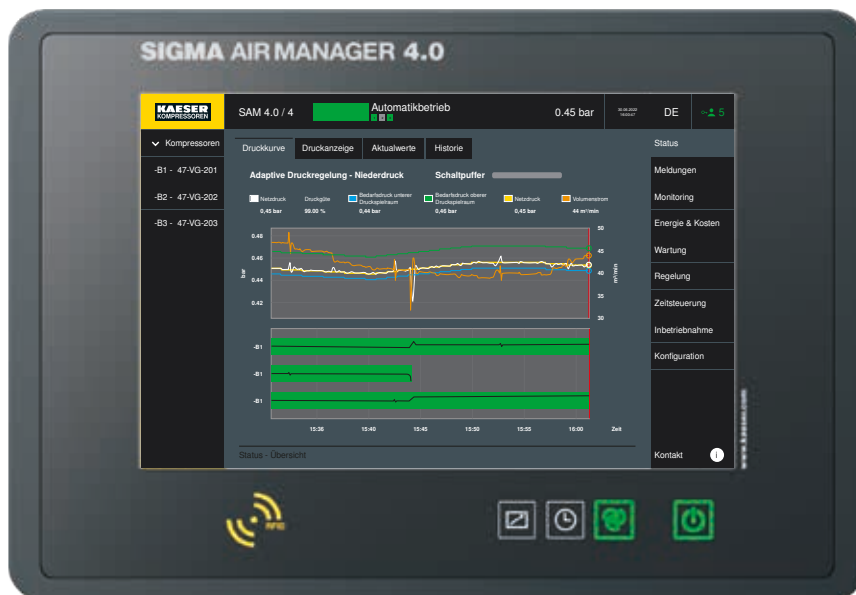 SIGMA AIR MANAGER 4.0
KAESER
KOMPRESSOREN
SAM 4.0 / 4
Automatikbetrieb
0.45 bar
DE
5
Kompressoren
-B1 - 47-VG-201
-B2 - 47-VG-202
-B3 - 47-VG-203
Druckkurve
Druckanzeige
Aktualwerte
Historie
Adaptive Druckregelung - Niederdruck
Schaltpuffer
Netzdruck
0,45 bar
Druckgüte
99.00 %
Bedarfsdruck unterer
Druckspielraum
0,44 bar
Bedarfsdruck oberer
Druckspielraum
0,46 bar
Netzdruck
0,45 bar
Volumenstrom
44 m³/min
0.48
0.46
0.44
0.42
bar
50
45
40
35
30
m³/min
-B1
-B1
-B1
15:36
15:40
15:45
15:50
15:55
16:00
Zeit
Status - Übersicht
Status
Meldungen
Monitoring
Energie & Kosten
Wartung
Regelung
Zeitsteuerung
Inbetriebnahme
Konfiguration
Kontakt
i
www.kaeser.com
RFID